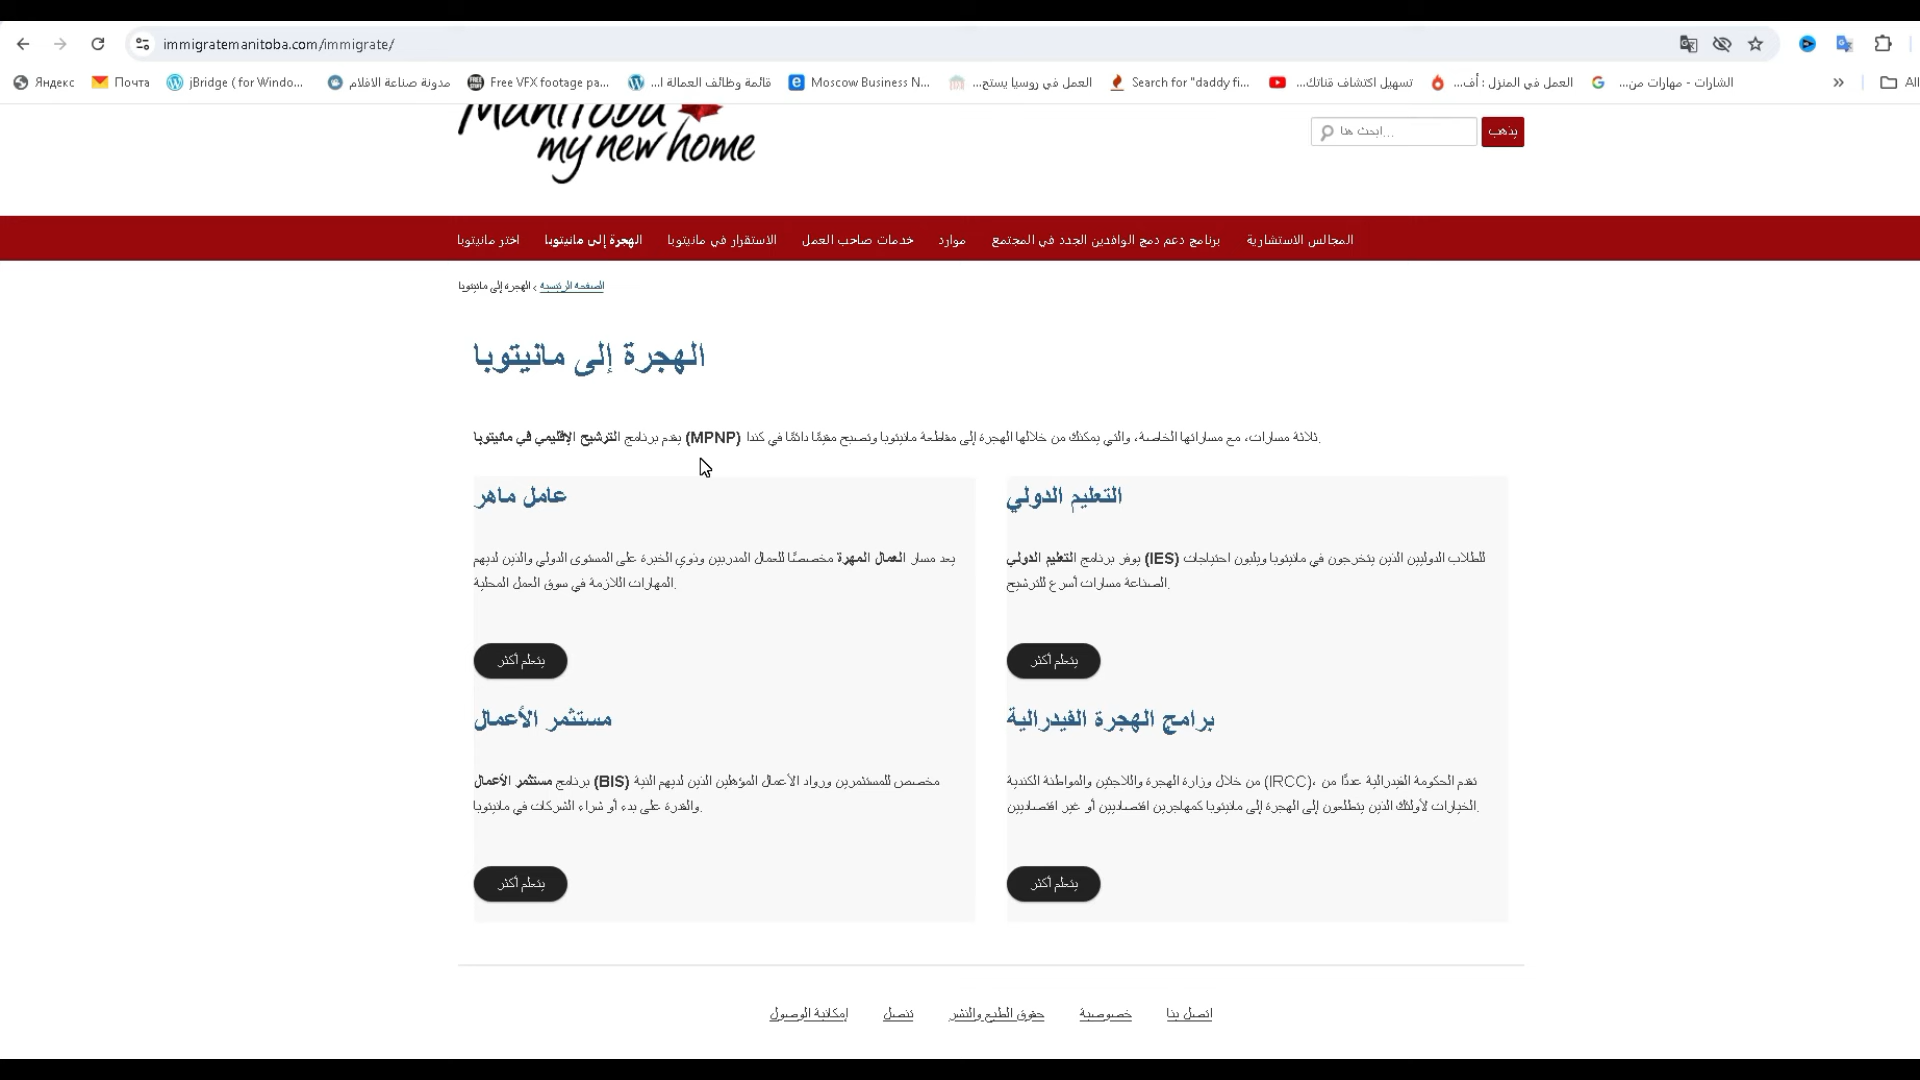 immigratemanitoba.com/immigrate/
Яндекс
Почта
jBridge ( for Windo...
مدونة صناعة الافلام
Free VFX footage pa...
قائمة وظائف العمالة ا...
Moscow Business N...
العمل في روسيا يستح...
Search for "daddy fi...
تسهيل اكتشاف قناتك...
العمل في المنزل : أف...
الشارات - مهارات من...
All
Manitoba
my new home
ابحث هنا...
يذهب
اختر مانيتوبا
الهجرة إلى مانيتوبا
الاستقرار في مانيتوبا
خدمات صاحب العمل
موارد
برنامج دعم دمج الوافدين الجدد في المجتمع
المجالس الاستشارية
الصفحة الرئيسية › الهجرة إلى مانيتوبا
الهجرة إلى مانيتوبا
يقدم برنامج الترشيح الإقليمي في مانيتوبا (MPNP) ثلاثة مسارات، مع مساراتها الخاصة، والتي يمكنك من خلالها الهجرة إلى مقاطعة مانيتوبا وتصبح مقيمًا دائمًا في كندا.
عامل ماهر
يعد مسار العمال المهرة مخصصًا للعمال المدربين وذوي الخبرة على المستوى الدولي والذين لديهم
المهارات اللازمة في سوق العمل المحلية.
يتعلم أكثر
التعليم الدولي
يوفر برنامج التعليم الدولي (IES) للطلاب الدوليين الذين يتخرجون في مانيتوبا ويلبون احتياجات
الصناعة مسارات أسرع للترشيح.
يتعلم أكثر
مستثمر الأعمال
برنامج مستثمر الأعمال (BIS) مخصص للمستثمرين ورواد الأعمال المؤهلين الذين لديهم النية
والقدرة على بدء أو شراء الشركات في مانيتوبا.
يتعلم أكثر
برامج الهجرة الفيدرالية
تقدم الحكومة الفيدرالية عددًا من (IRCC)، من خلال وزارة الهجرة واللاجئين والمواطنة الكندية
الخيارات لأولئك الذين يتطلعون إلى الهجرة إلى مانيتوبا كمهاجرين اقتصاديين أو غير اقتصاديين.
يتعلم أكثر
إمكانية الوصول
تنصل
حقوق الطبع والنشر
خصوصية
اتصل بنا